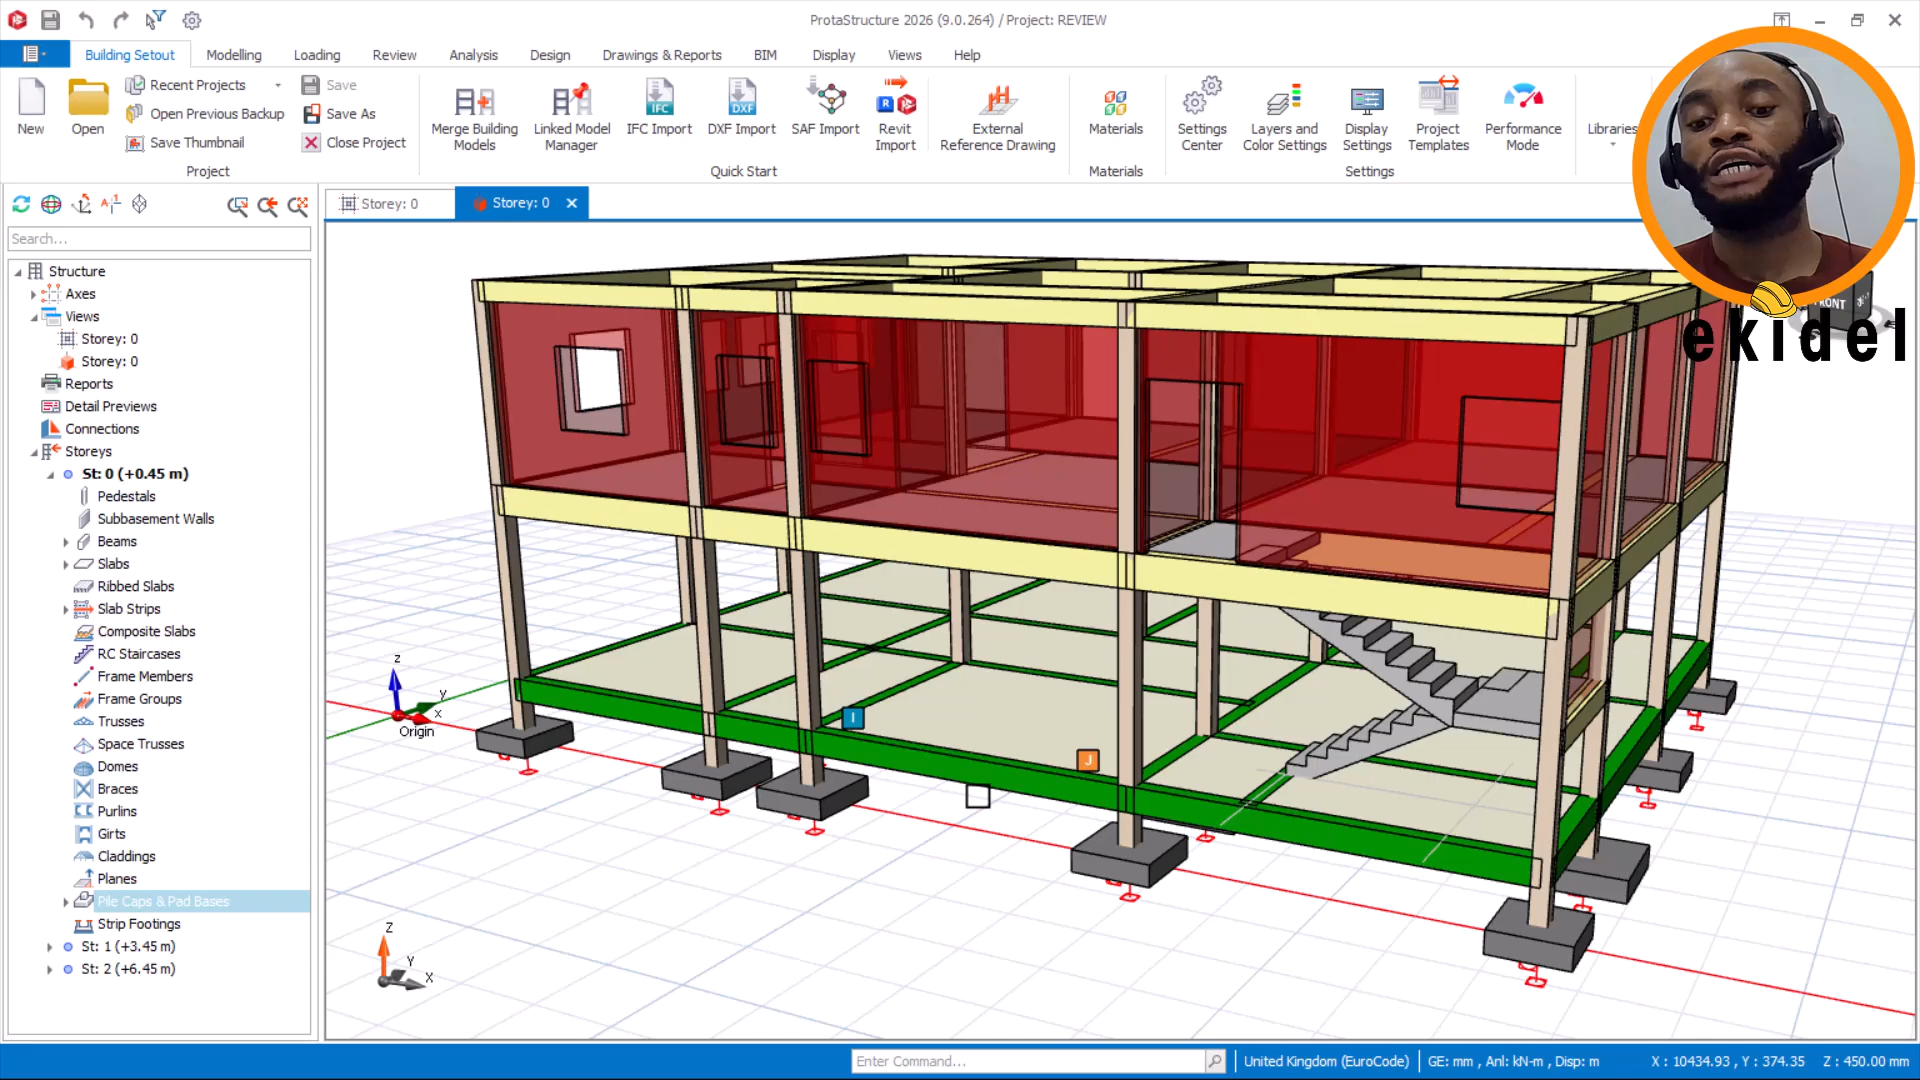 ProtaStructure 2026 (9.0.264) / Project: REVIEW
Building Setout
Modelling
Loading
Review
Analysis
Design
Drawings & Reports
BIM
Display
Views
Help
New
Open
Recent Projects
Open Previous Backup
Save Thumbnail
Save
Save As
Close Project
Project
Merge Building Models
Linked Model Manager
IFC Import
DXF Import
SAF Import
Revit Import
External Reference Drawing
Quick Start
Materials
Materials
Settings Center
Layers and Color Settings
Display Settings
Project Templates
Performance Mode
Settings
Libraries
Search...
Structure
Axes
Views
Storey: 0
Storey: 0
Reports
Detail Previews
Connections
Storeys
St: 0 (+0.45 m)
Pedestals
Subbasement Walls
Beams
Slabs
Ribbed Slabs
Slab Strips
Composite Slabs
RC Staircases
Frame Members
Frame Groups
Trusses
Space Trusses
Domes
Braces
Purlins
Girts
Claddings
Planes
Pile Caps & Pad Bases
Strip Footings
St: 1 (+3.45 m)
St: 2 (+6.45 m)
Storey: 0
Storey: 0
ekidel
z
y
x
Origin
I
J
Z
Y
X
Enter Command...
United Kingdom (EuroCode)
GE: mm , Anl: kN-m , Disp: m
X : 10434.93 , Y : 374.35
Z : 450.00 mm